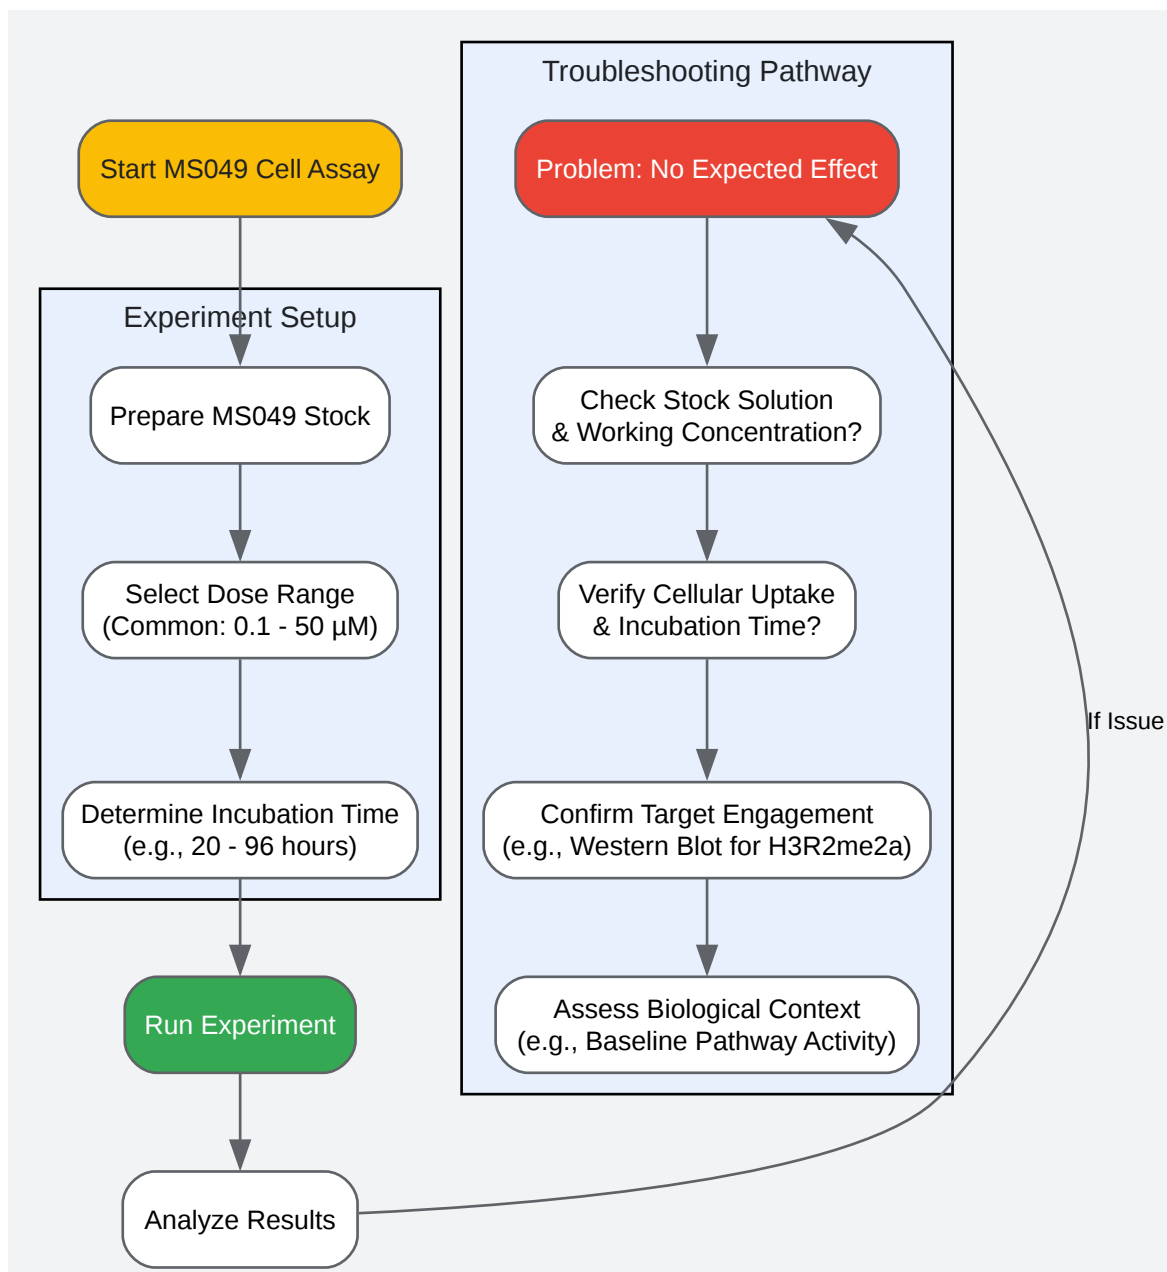 Start MS049 Cell Assay
Experiment Setup
Prepare MS049 Stock
Select Dose Range
(Common: 0.1 - 50 µM)
Determine Incubation Time
(e.g., 20 - 96 hours)
Run Experiment
Analyze Results
Troubleshooting Pathway
Problem: No Expected Effect
Check Stock Solution
& Working Concentration?
Verify Cellular Uptake
& Incubation Time?
Confirm Target Engagement
(e.g., Western Blot for H3R2me2a)
Assess Biological Context
(e.g., Baseline Pathway Activity)
If Issue